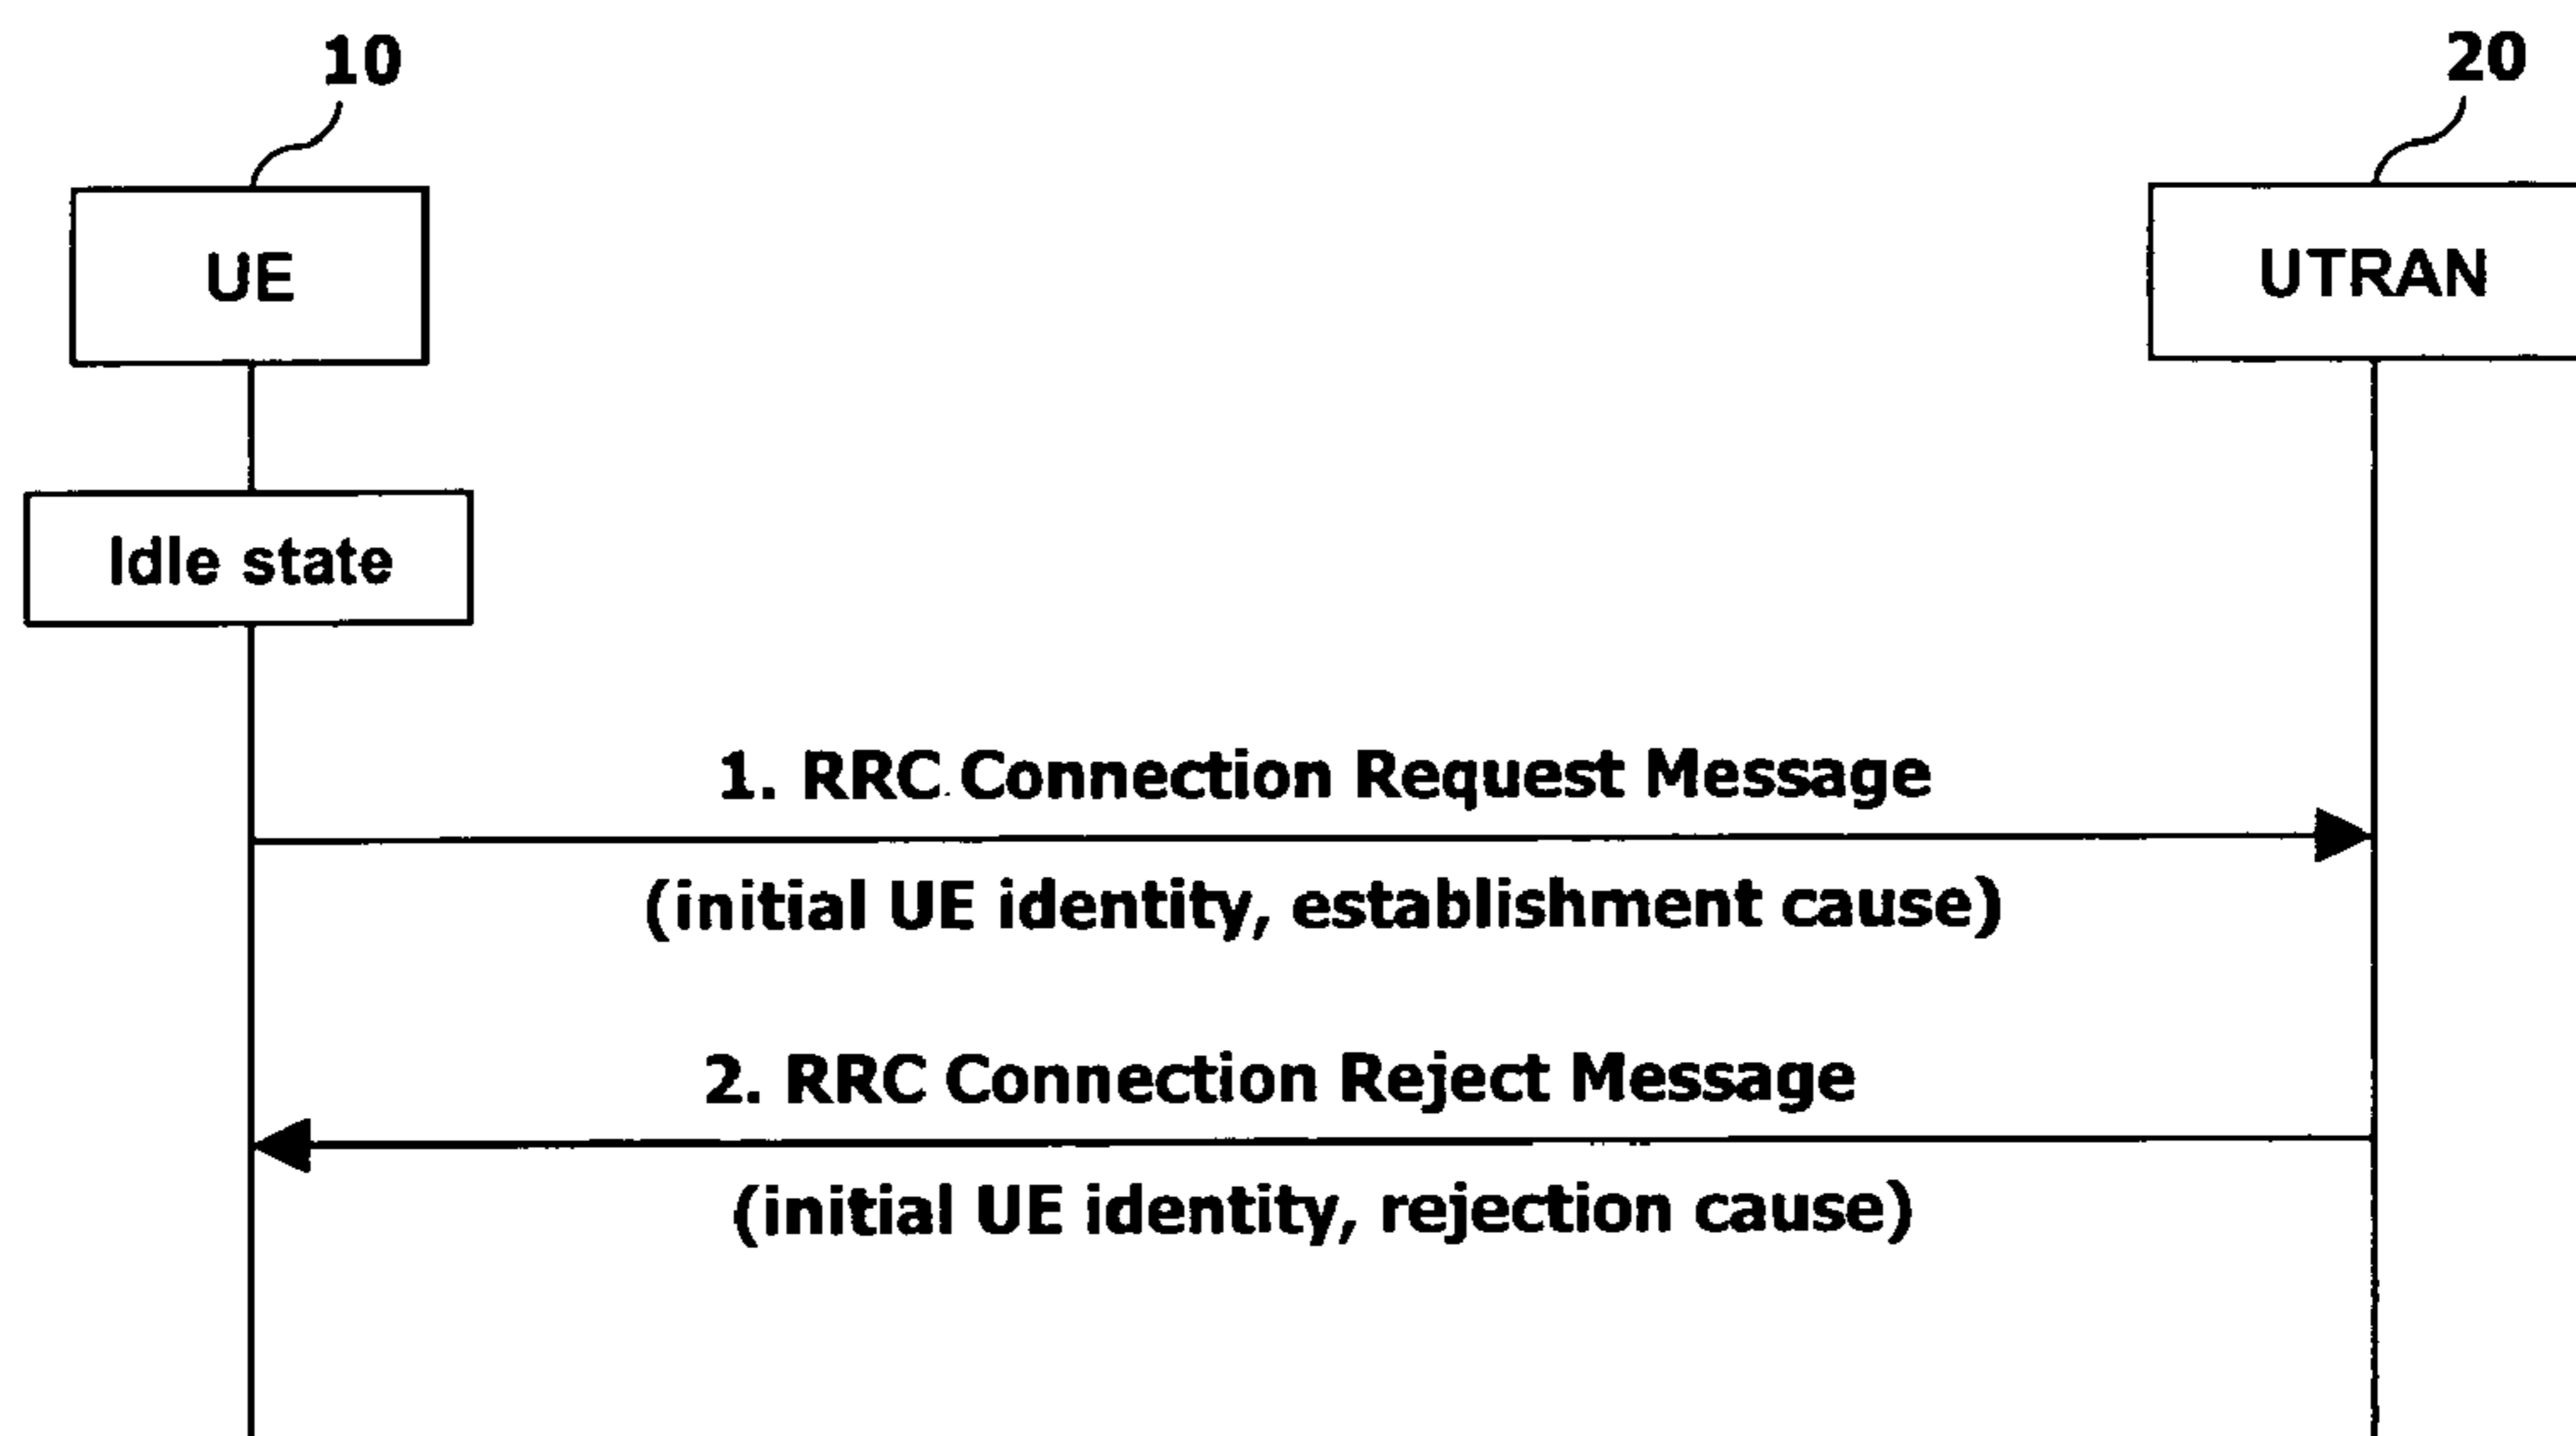 10
20
UE
UTRAN
Idle state
1. RRC Connection Request Message
(initial UE identity, establishment cause)
2. RRC Connection Reject Message
(initial UE identity, rejection cause)